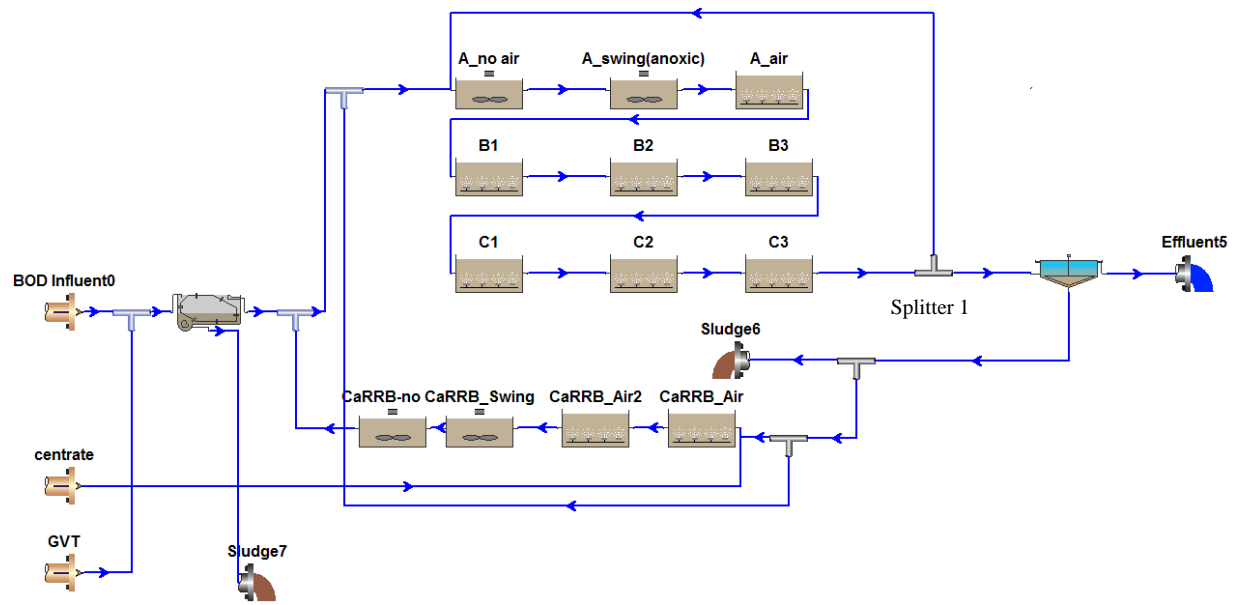 A_no air
A_swing(anoxic)
A_air
B1
B2
B3
C1
C2
C3
Effluent5
BOD Influent0
Splitter 1
Sludge6
CaRRB-no
CaRRB_Swing
CaRRB_Air2
CaRRB_Air
centrate
GVT
Sludge7